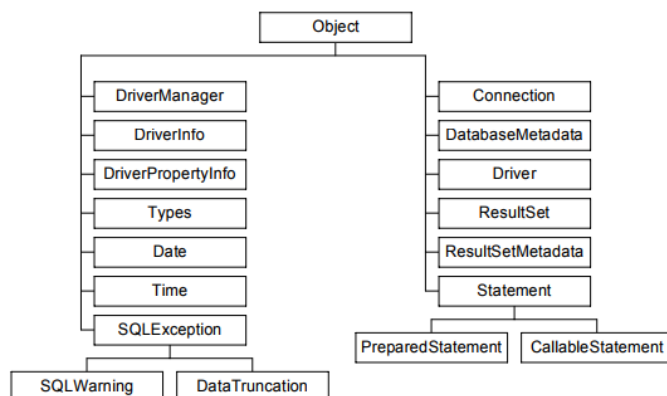 Object
DriverManager
DriverInfo
DriverPropertyInfo
Types
Date
Time
SQLException
SQLWarning
DataTruncation
Connection
DatabaseMetadata
Driver
ResultSet
ResultSetMetadata
Statement
PreparedStatement
CallableStatement